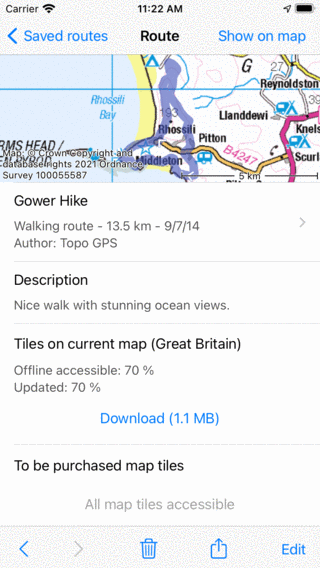 Carrier 11:22 AM
Saved routes Route Show on map
G
27
Reynoldston
Rhossili
Bay
193
Llanddewi
Rhossili
Pitton
Knels
RMS HEAD /
Map: © Crown Copyright and
database rights 2021 Ordnance
Survey 100055587
Middleton
B4247
Scurl
5 km
Gower Hike
Walking route - 13.5 km - 9/7/14
Author: Topo GPS
Description
Nice walk with stunning ocean views.
Tiles on current map (Great Britain)
Offline accessible: 70 %
Updated: 70 %
Download (1.1 MB)
To be purchased map tiles
All map tiles accessible
Edit